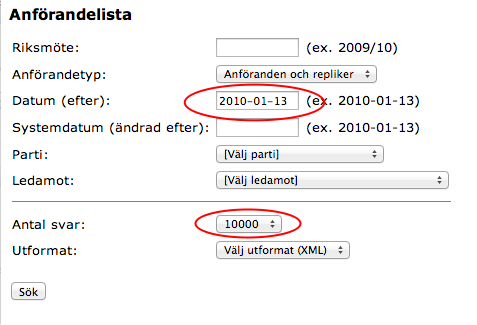 Anförandelista
Riksmöte: (ex. 2009/10)
Anförandetyp: Anföranden och repliker
Datum (efter): 2010-01-13 (ex. 2010-01-13)
Systemdatum (ändrad efter): (ex. 2010-01-13)
Parti: [Välj parti]
Ledamot: [Välj ledamot]
Antal svar: 10000
Utformat: Välj utformat (XML)
Sök